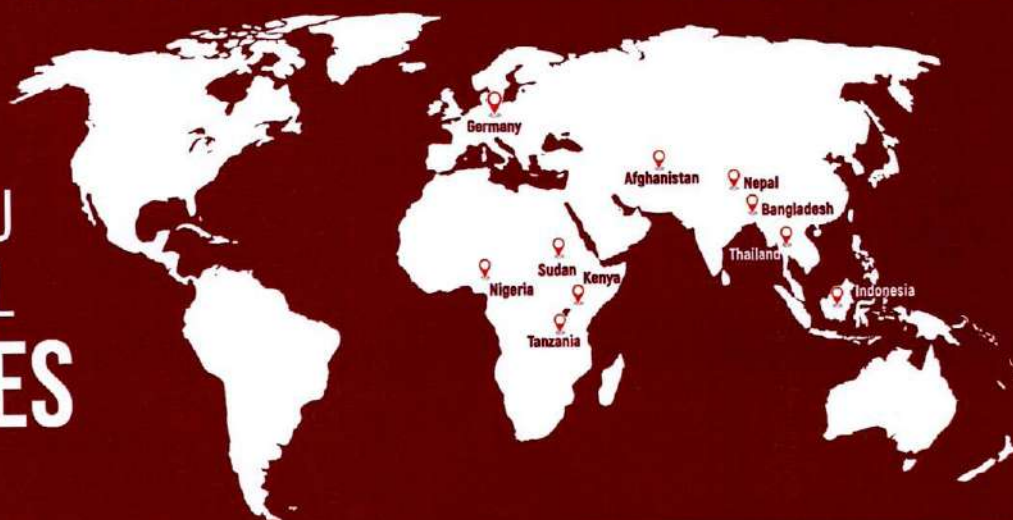 U
ES
Germany
Afghanistan
Nepal
Bangladesh
Thailand
Sudan
Kenya
Nigeria
Indonesia
Tanzania